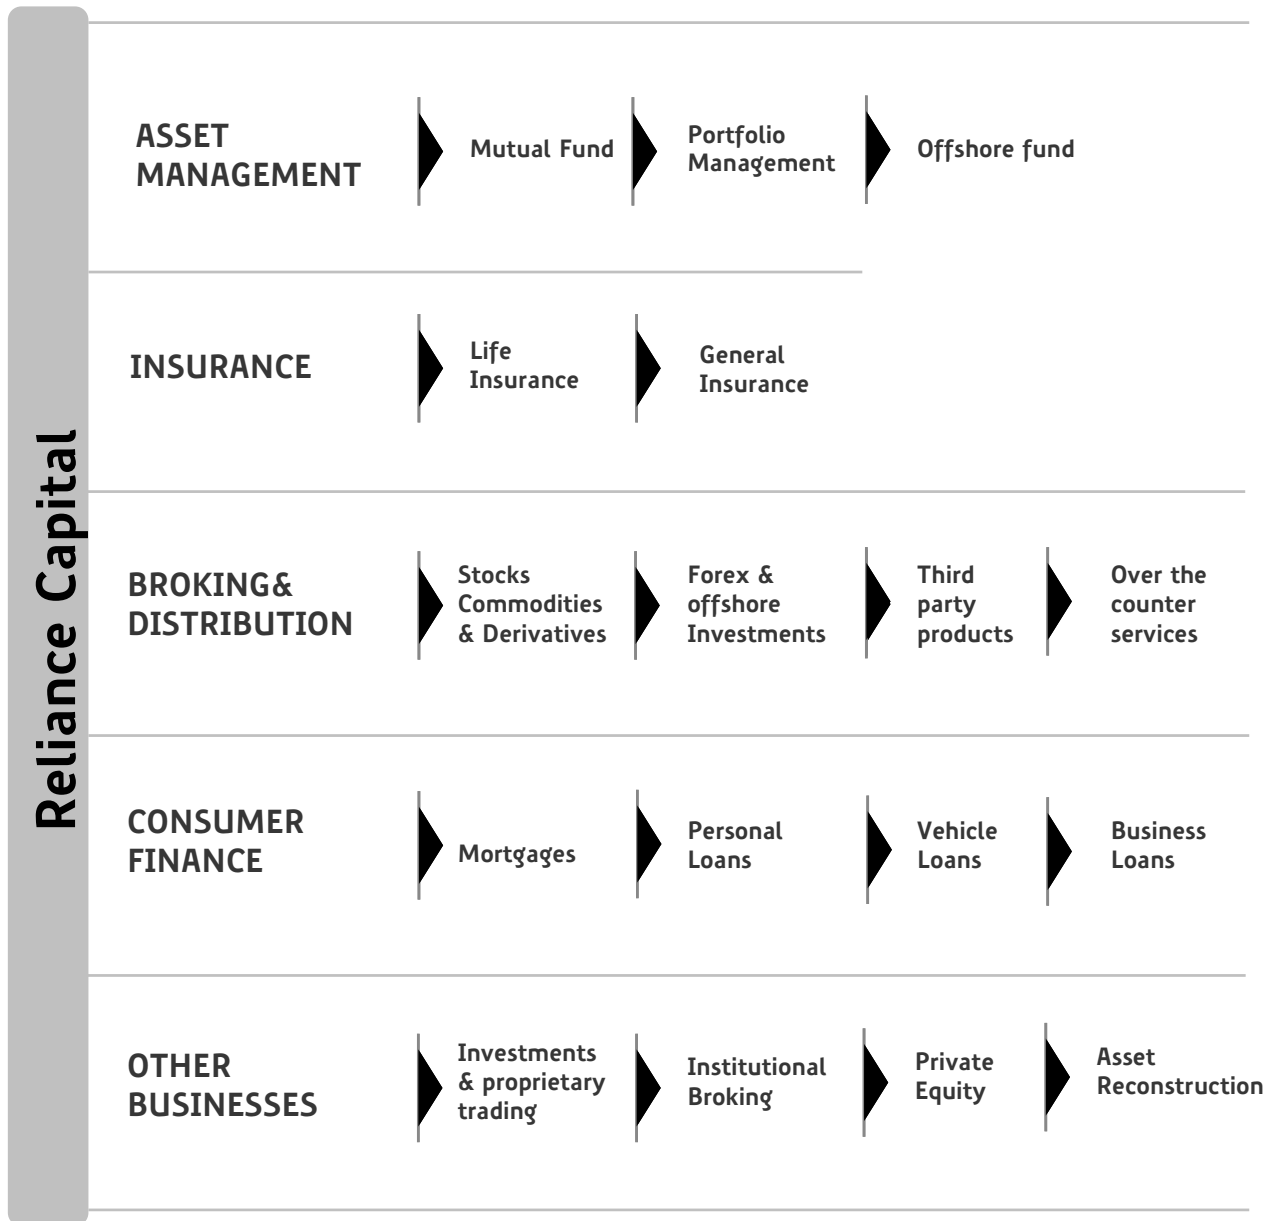 Reliance Capital
ASSET
MANAGEMENT
Mutual Fund
Portfolio
Management
Offshore fund
INSURANCE
Life
Insurance
General
Insurance
BROKING&
DISTRIBUTION
Stocks
Commodities
& Derivatives
Forex &
offshore
Investments
Third
party
products
Over the
counter
services
CONSUMER
FINANCE
Mortgages
Personal
Loans
Vehicle
Loans
Business
Loans
OTHER
BUSINESSES
Investments
& proprietary
trading
Institutional
Broking
Private
Equity
Asset
Reconstruction